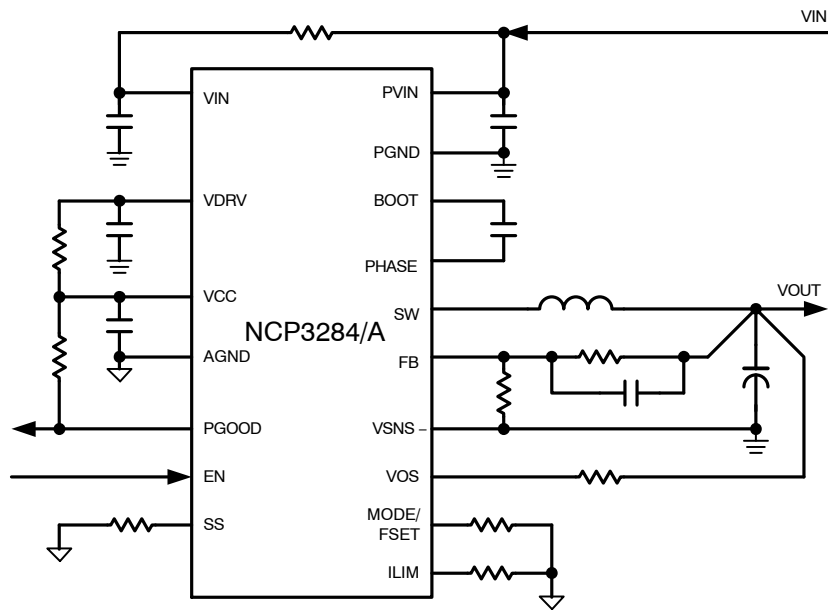 VIN
VIN
PVIN
PGND
VDRV
BOOT
PHASE
VCC
SW
VOUT
NCP3284/A
AGND
FB
PGOOD
VSNS –
EN
VOS
SS
MODE/
FSET
ILIM